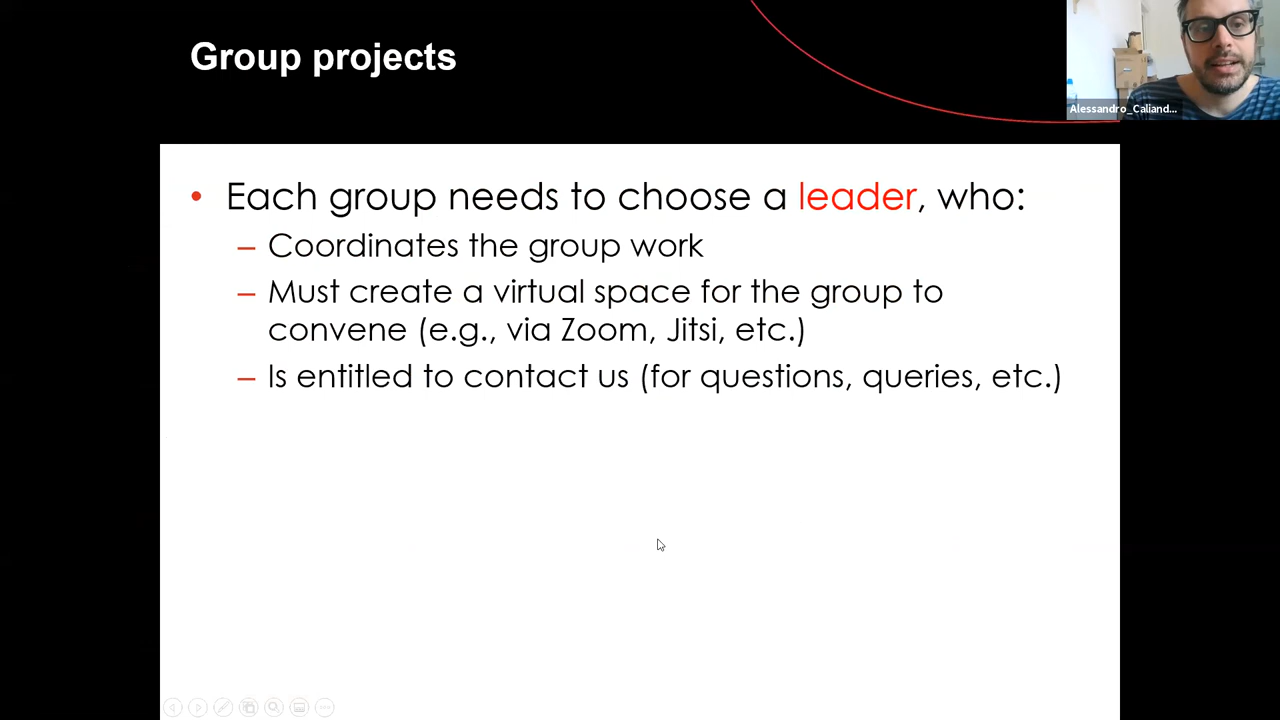 Group projects
Alessandro_Caliand...
• Each group needs to choose a leader, who:
– Coordinates the group work
– Must create a virtual space for the group to
convene (e.g., via Zoom, Jitsi, etc.)
– Is entitled to contact us (for questions, queries, etc.)